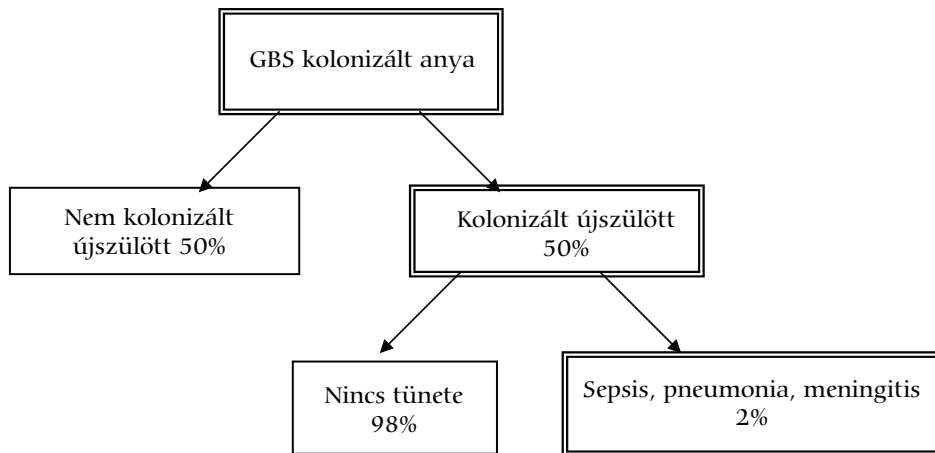 GBS kolonizált anya
Nem kolonizált
újszülött 50%
Kolonizált újszülött
50%
Nincs tünete
98%
Sepsis, pneumonia, meningitis
2%